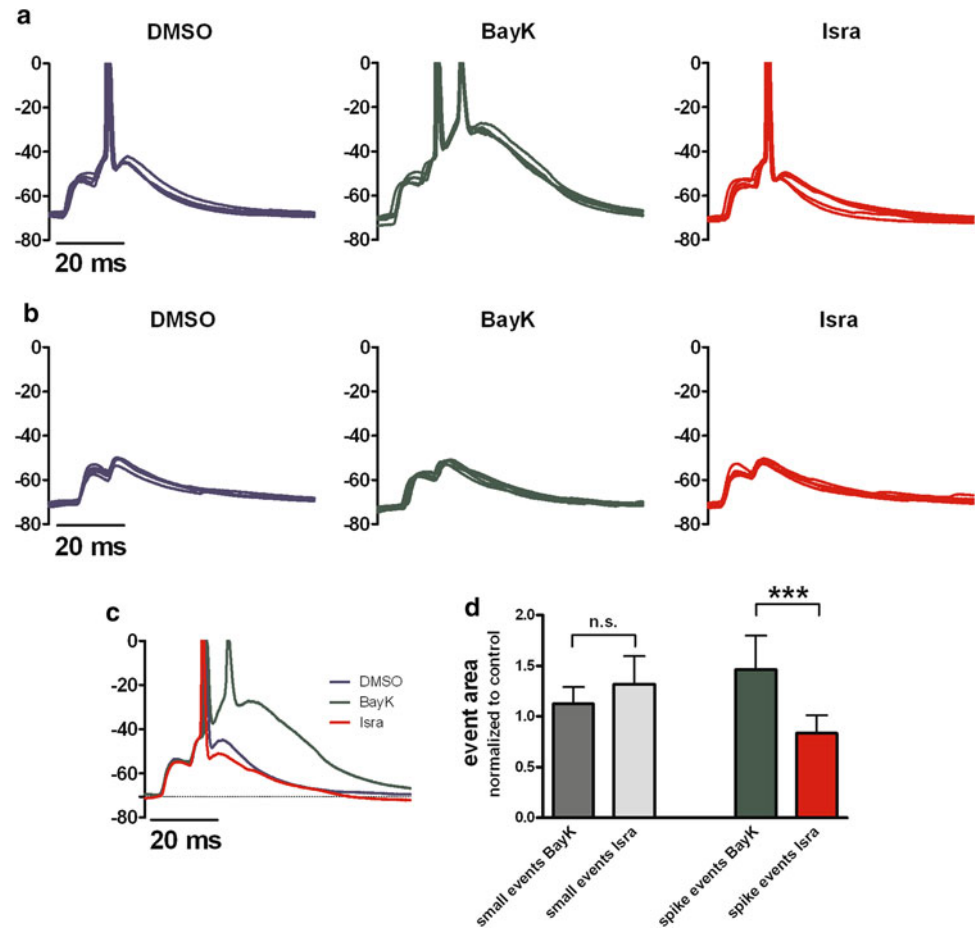 a
DMSO
BayK
Isra
0
-20
-40
-60
-80
0
-20
-40
-60
-80
0
-20
-40
-60
-80
20 ms
b
DMSO
BayK
Isra
0
-20
-40
-60
-80
0
-20
-40
-60
-80
0
-20
-40
-60
-80
20 ms
c
0
-20
-40
-60
-80
DMSO
BayK
Isra
20 ms
d
event area
normalized to control
2.0
1.5
1.0
0.5
0.0
n.s.
***
small events BayK
small events Isra
spike events BayK
spike events Isra